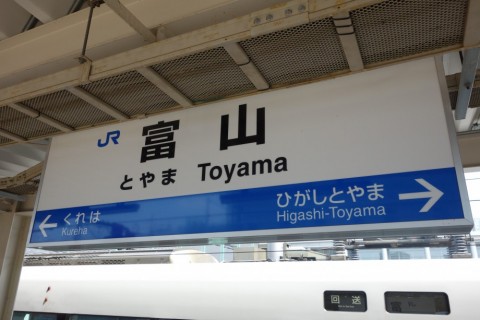 JR 富山
とやま Toyama
← くれは
Kureha
ひがしとやま →
Higashi-Toyama
回送